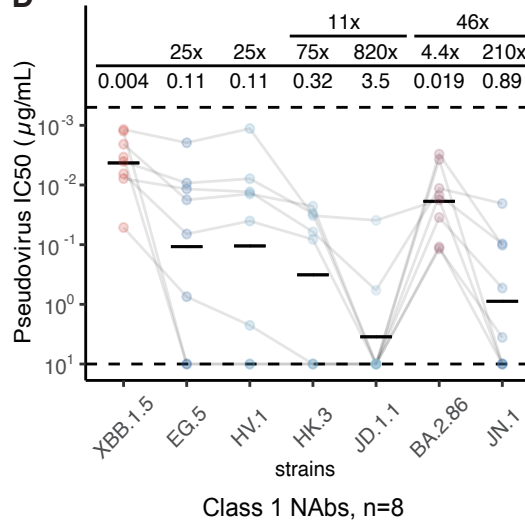 D
11x 46x
25x 25x 75x 820x 4.4x 210x
0.004 0.11 0.11 0.32 3.5 0.019 0.89
Pseudovirus IC50 (µg/mL)
10⁻³
10⁻²
10⁻¹
10⁰
10¹
XBB.1.5 EG.5 HV.1 HK.3 JD.1.1 BA.2.86 JN.1
strains
Class 1 NAbs, n=8